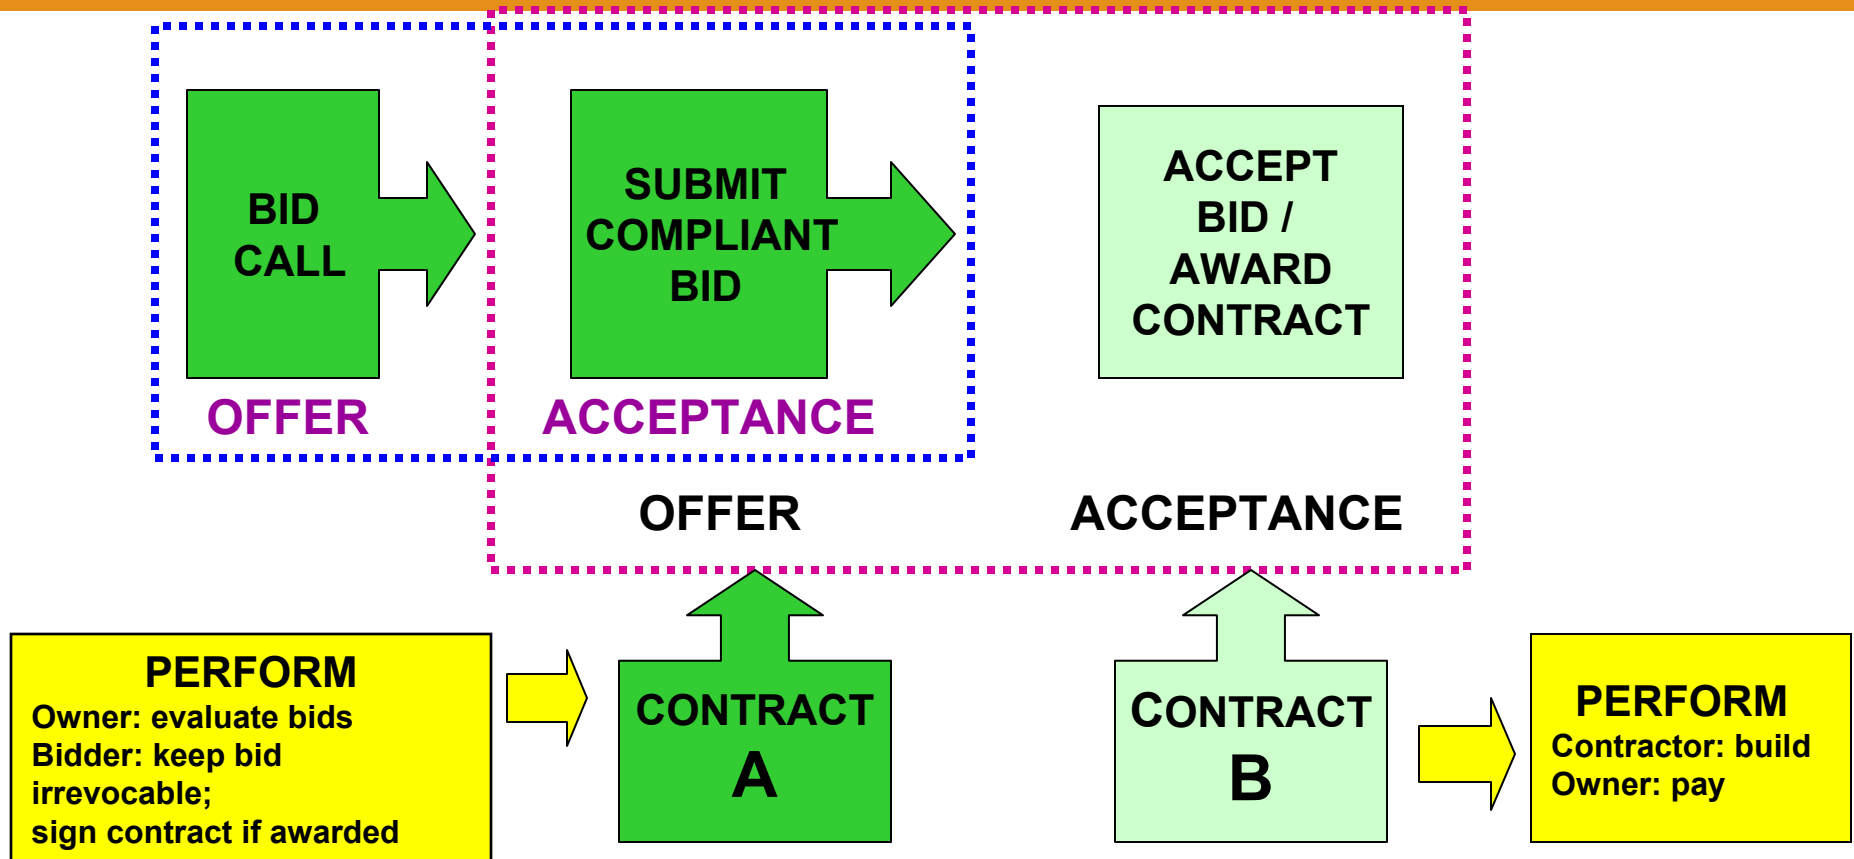 BID
CALL
SUBMIT
COMPLIANT
BID
ACCEPT
BID /
AWARD
CONTRACT
OFFER
ACCEPTANCE
OFFER
ACCEPTANCE
PERFORM
Owner: evaluate bids
Bidder: keep bid
irrevocable;
sign contract if awarded
CONTRACT
A
CONTRACT
B
PERFORM
Contractor: build
Owner: pay